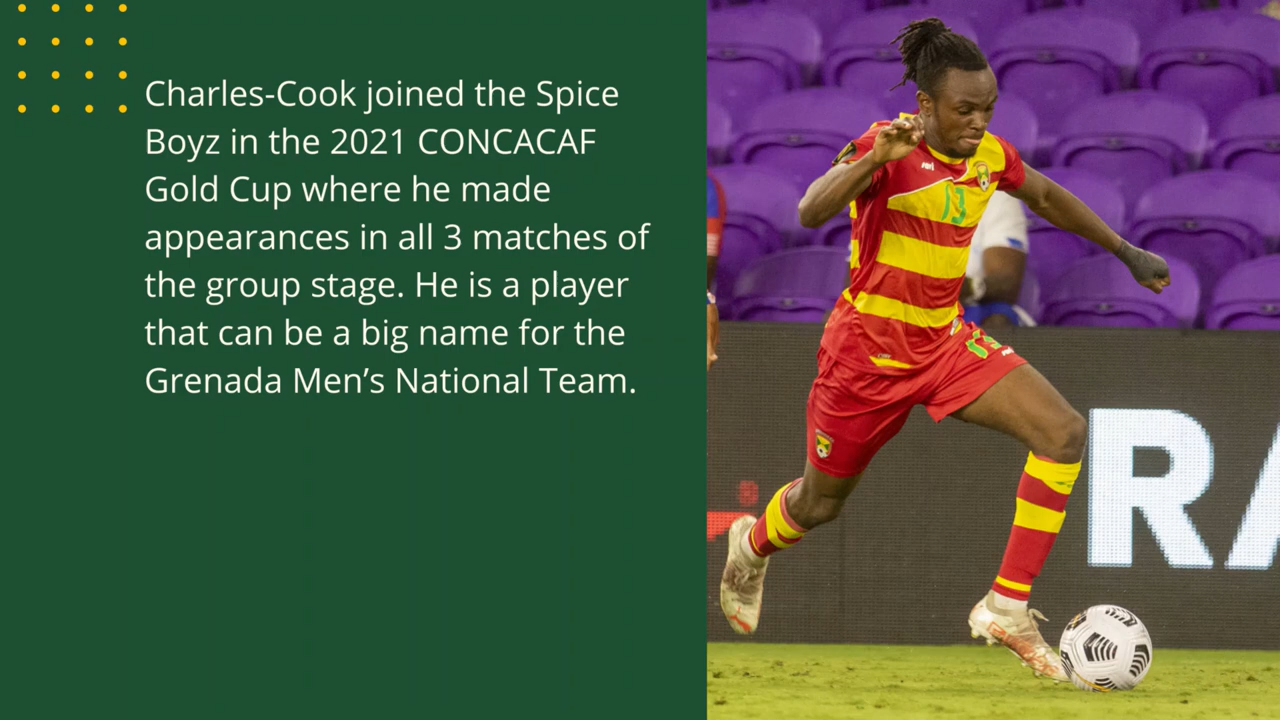 Charles-Cook joined the Spice
Boyz in the 2021 CONCACAF
Gold Cup where he made
appearances in all 3 matches of
the group stage. He is a player
that can be a big name for the
Grenada Men’s National Team.
13
13
RA